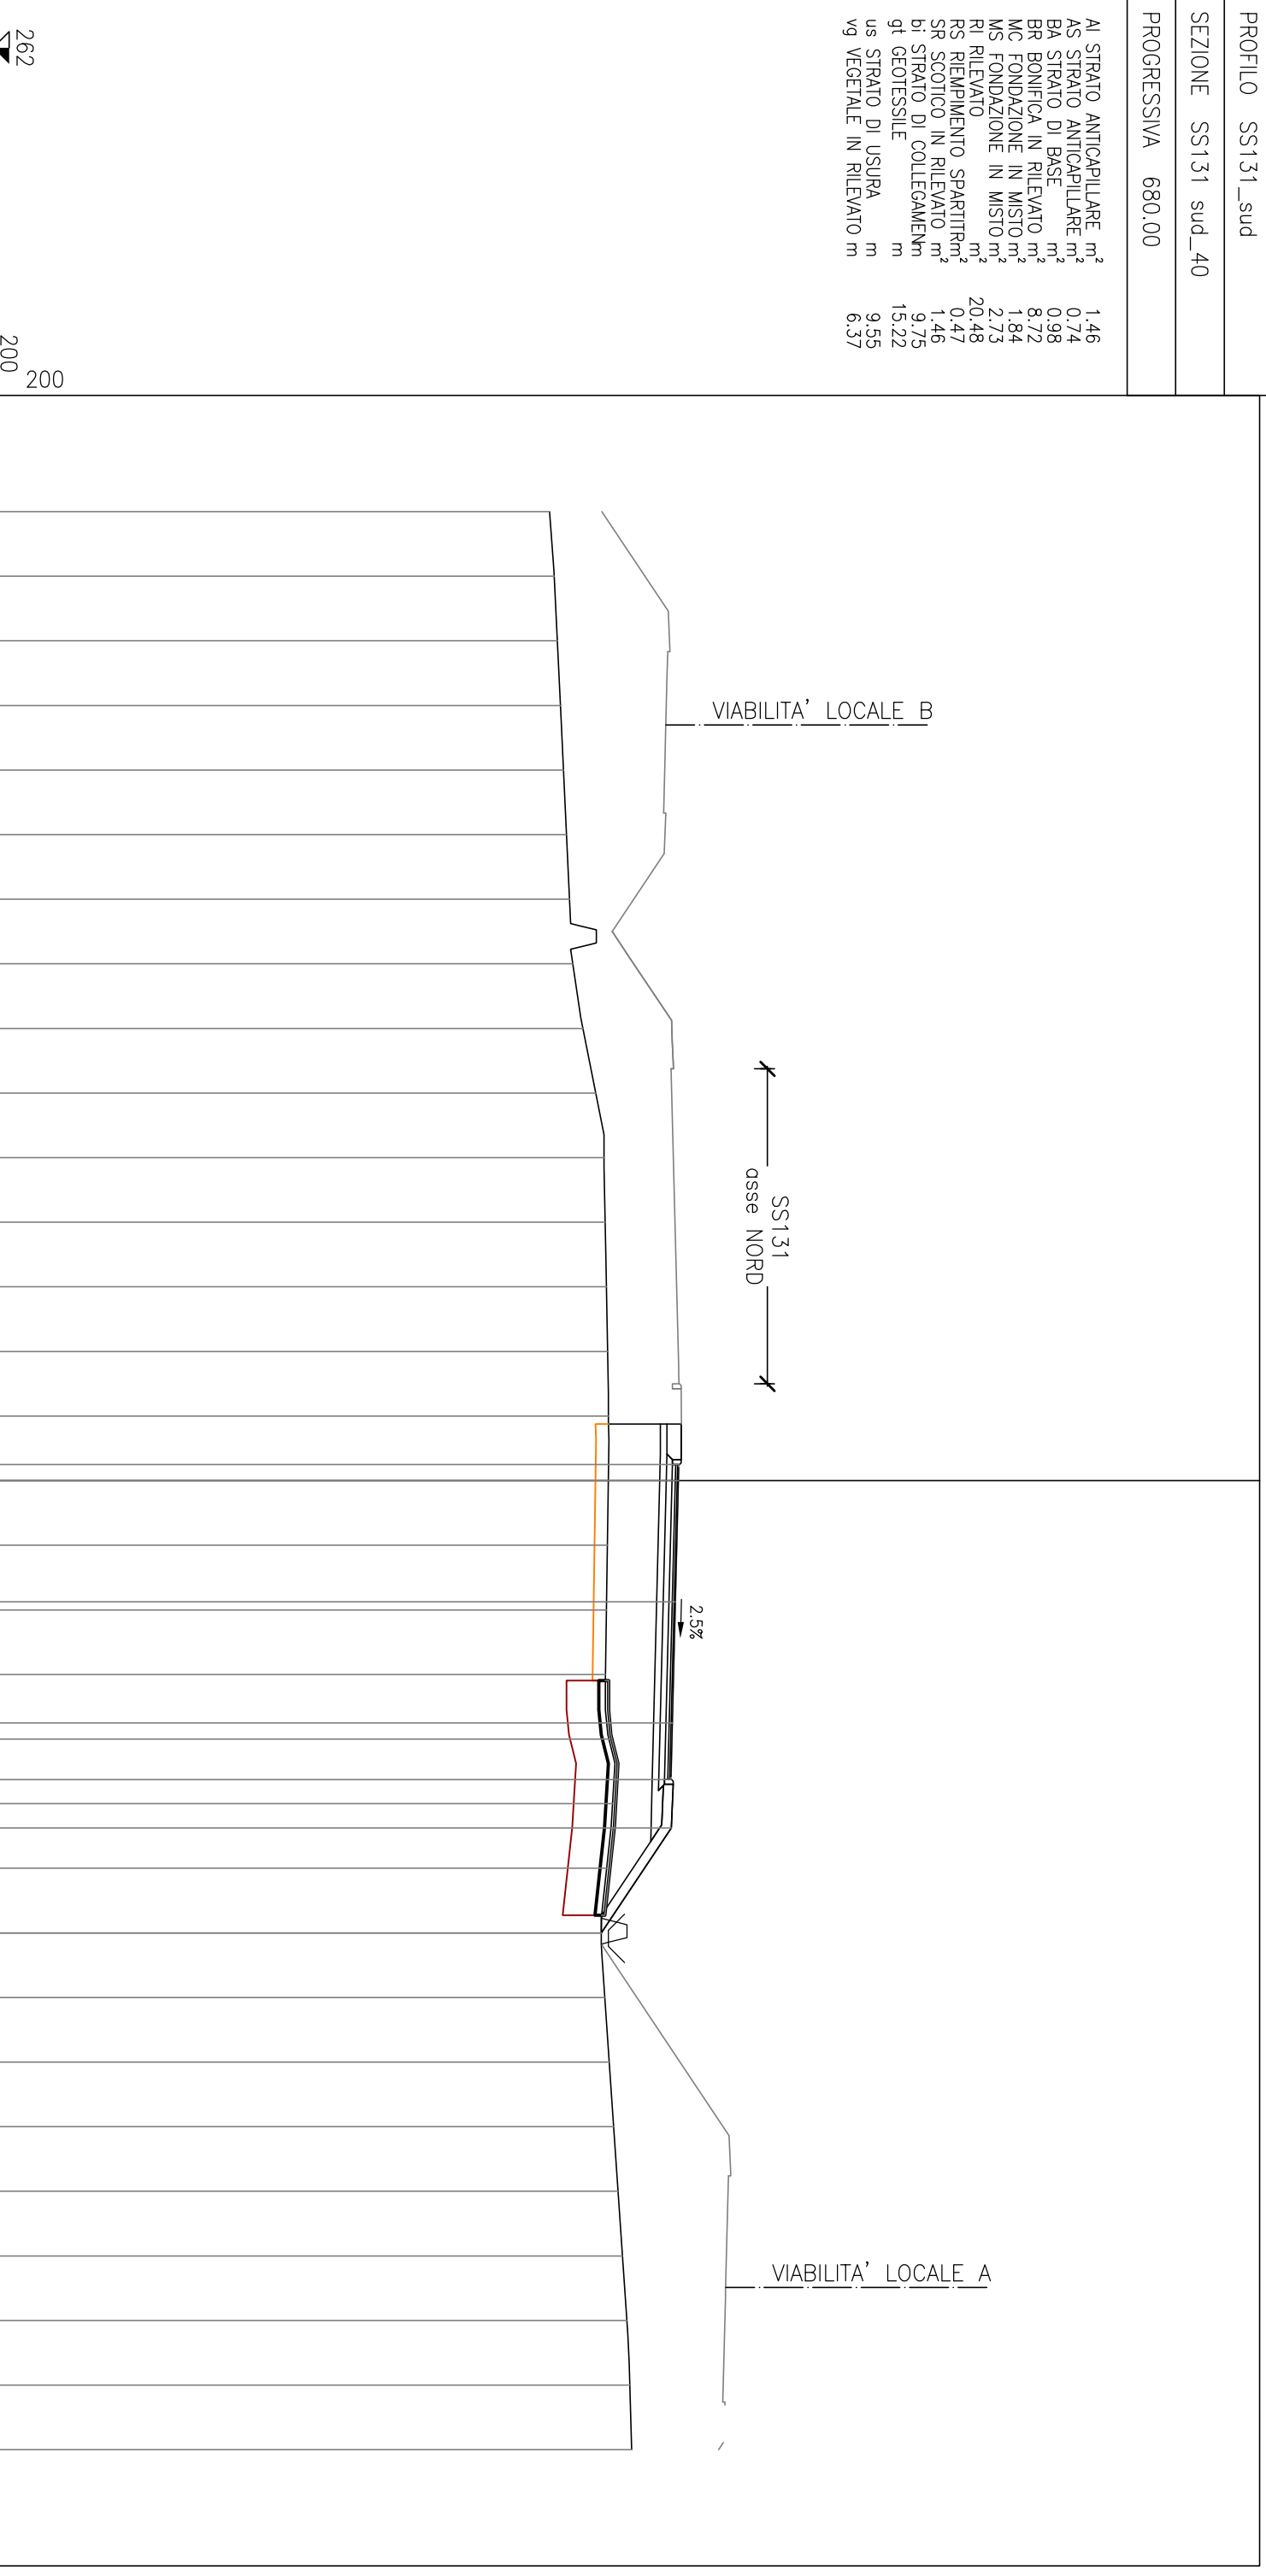 PROFILO SS131_sud
SEZIONE SS131 sud_40
PROGRESSIVA 680.00
AI STRATO ANTICAPILLARE m² 1.46
AS STRATO ANTICAPILLARE m² 0.74
BA STRATO DI BASE m² 0.98
BR BONIFICA IN RILEVATO m² 8.72
MC FONDAZIONE IN MISTO m² 1.84
MS FONDAZIONE IN MISTO m² 2.73
RI RILEVATO m² 20.48
RS RIEMPIMENTO SPARTITR m² 0.47
SR SCOTICO IN RILEVATO m² 1.46
bi STRATO DI COLLEGAMEN m 9.75
gt GEOTESSILE m 15.22
us STRATO DI USURA m 9.55
vg VEGETALE IN RILEVATO m 6.37
VIABILITA' LOCALE B
SS131
asse NORD
2.5%
VIABILITA' LOCALE A
262
200
200